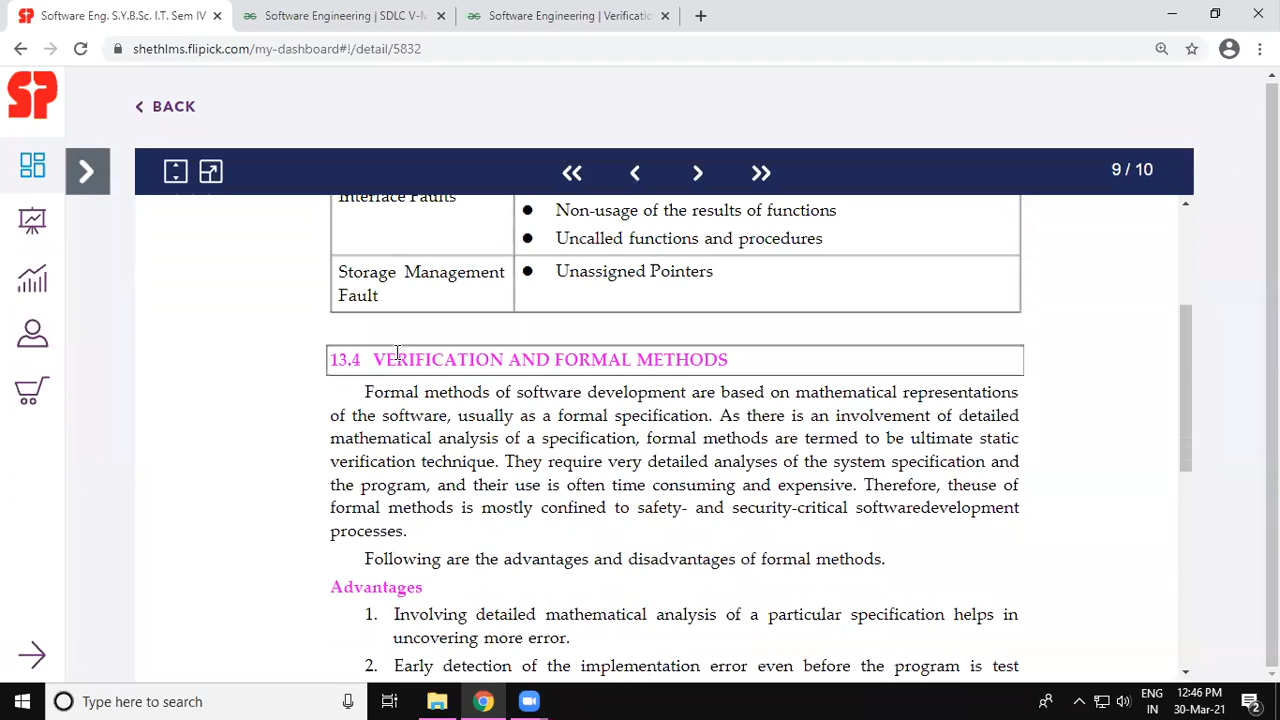 Software Eng. S.Y.B.Sc. I.T. Sem IV
Software Engineering | SDLC V-M
Software Engineering | Verificatio
shethlms.flipick.com/my-dashboard#!/detail/5832
SP
BACK
9 / 10
Interface Faults
● Non-usage of the results of functions
● Uncalled functions and procedures
Storage Management ● Unassigned Pointers
Fault
13.4 VERIFICATION AND FORMAL METHODS
Formal methods of software development are based on mathematical representations
of the software, usually as a formal specification. As there is an involvement of detailed
mathematical analysis of a specification, formal methods are termed to be ultimate static
verification technique. They require very detailed analyses of the system specification and
the program, and their use is often time consuming and expensive. Therefore, theuse of
formal methods is mostly confined to safety- and security-critical softwaredevelopment
processes.
Following are the advantages and disadvantages of formal methods.
Advantages
1. Involving detailed mathematical analysis of a particular specification helps in
uncovering more error.
2. Early detection of the implementation error even before the program is test
Type here to search
ENG
IN
12:46 PM
30-Mar-21
2